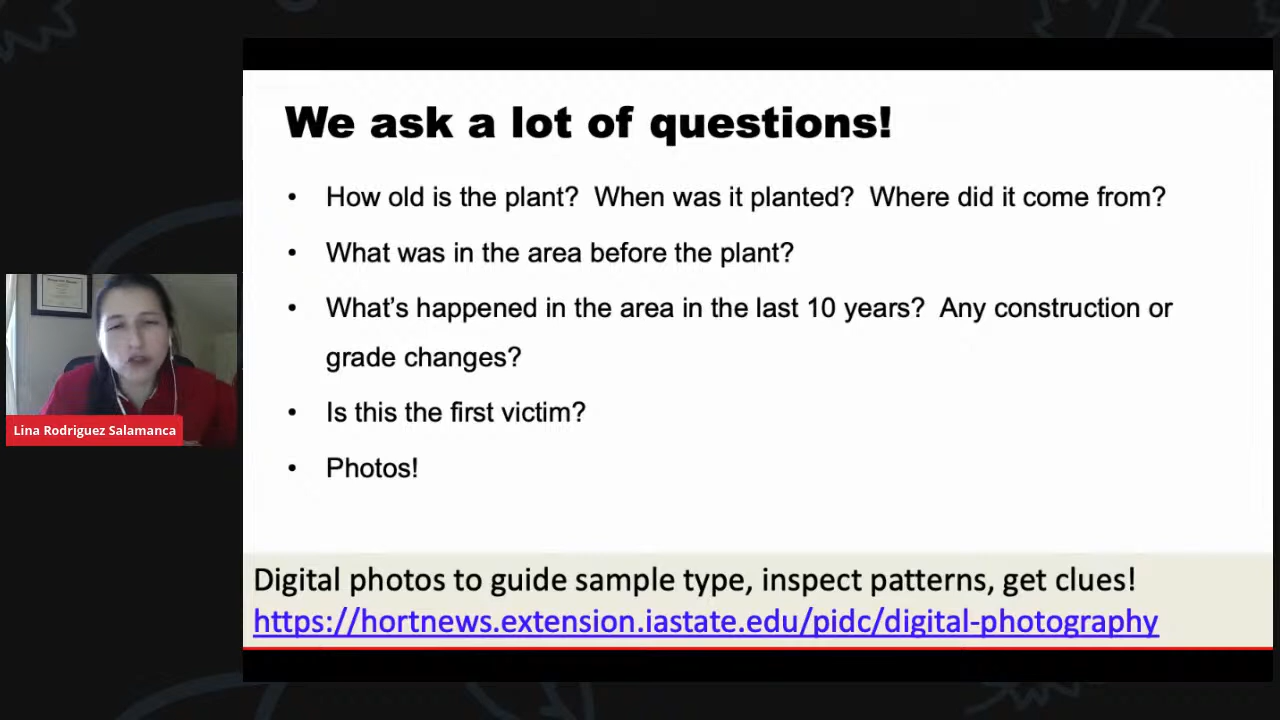 We ask a lot of questions!
• How old is the plant?  When was it planted?  Where did it come from?
• What was in the area before the plant?
• What’s happened in the area in the last 10 years?  Any construction or
grade changes?
• Is this the first victim?
• Photos!
Lina Rodriguez Salamanca
Digital photos to guide sample type, inspect patterns, get clues!
https://hortnews.extension.iastate.edu/pidc/digital-photography